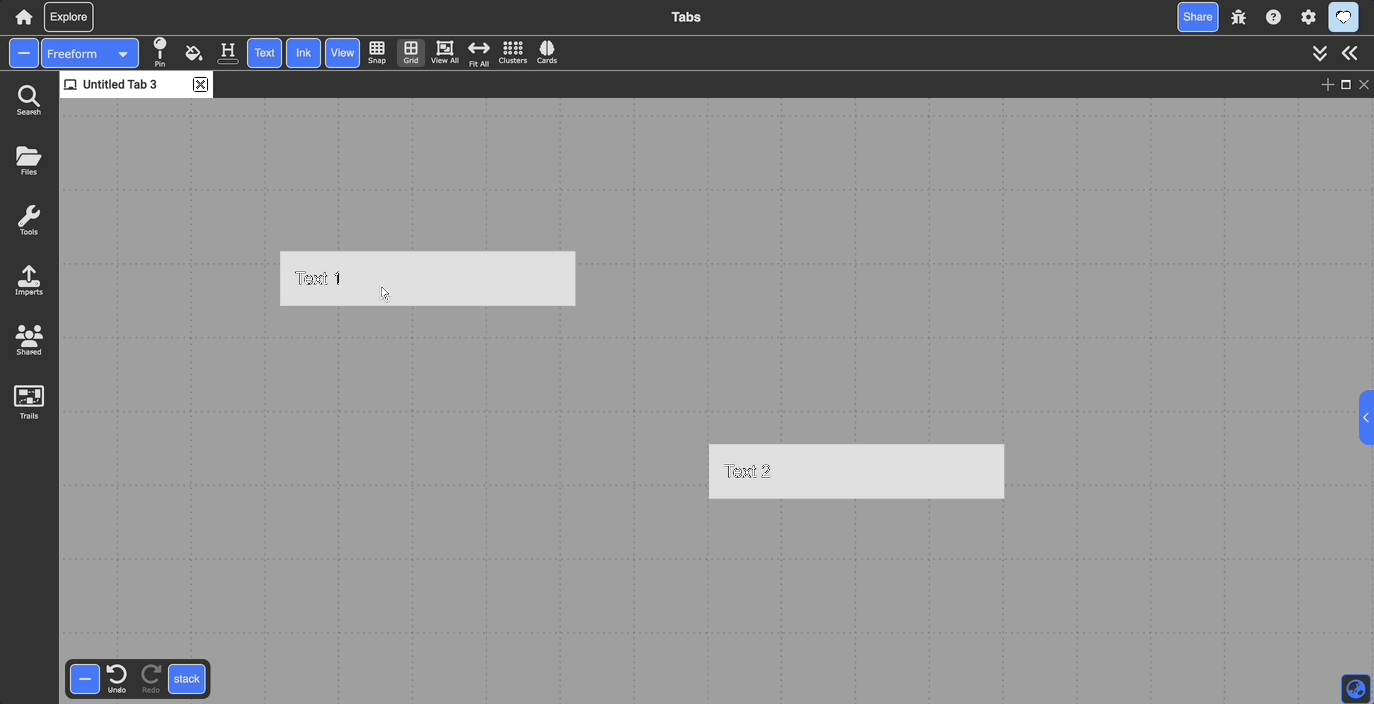 Explore
Tabs
Share
Freeform
Pin
H
Text
Ink
View
Snap
Grid
View All
Fit All
Clusters
Cards
Untitled Tab 3
Search
Files
Tools
Imports
Shared
Trails
Text 1
Text 2
Undo
Redo
stack